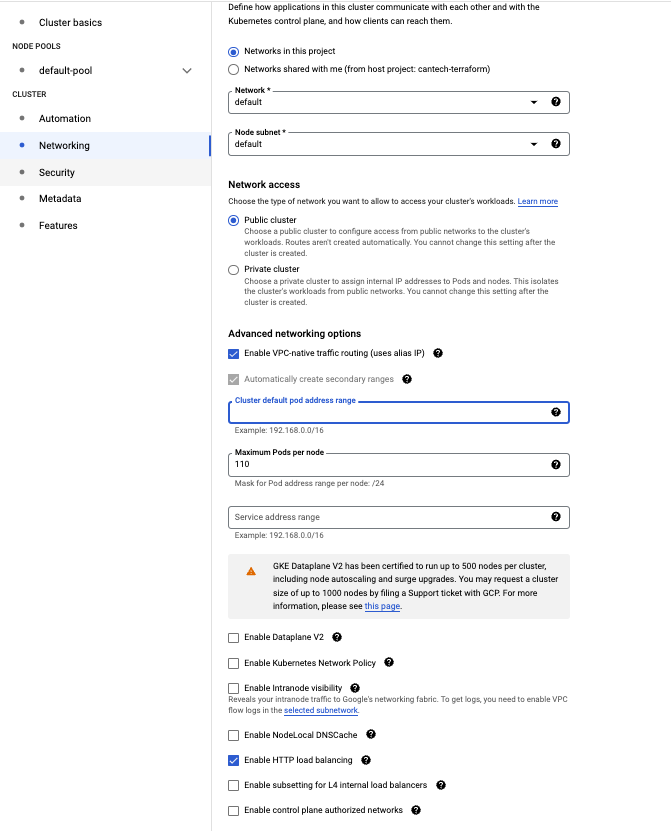 Cluster basics
NODE POOLS
default-pool
CLUSTER
Automation
Networking
Security
Metadata
Features
Define how applications in this cluster communicate with each other and with the
Kubernetes control plane, and how clients can reach them.
Networks in this project
Networks shared with me (from host project: cantech-terraform)
Network *
default
Node subnet *
default
Network access
Choose the type of network you want to allow to access your cluster's workloads. Learn more
Public cluster
Choose a public cluster to configure access from public networks to the cluster's
workloads. Routes aren't created automatically. You cannot change this setting after the
cluster is created.
Private cluster
Choose a private cluster to assign internal IP addresses to Pods and nodes. This isolates
the cluster's workloads from public networks. You cannot change this setting after the
cluster is created.
Advanced networking options
Enable VPC-native traffic routing (uses alias IP)
Automatically create secondary ranges
Cluster default pod address range
Example: 192.168.0.0/16
Maximum Pods per node
110
Mask for Pod address range per node: /24
Service address range
Example: 192.168.0.0/16
GKE Dataplane V2 has been certified to run up to 500 nodes per cluster,
including node autoscaling and surge upgrades. You may request a cluster
size of up to 1000 nodes by filing a Support ticket with GCP. For more
information, please see this page.
Enable Dataplane V2
Enable Kubernetes Network Policy
Enable Intranode visibility
Reveals your intranode traffic to Google's networking fabric. To get logs, you need to enable VPC
flow logs in the selected subnetwork.
Enable NodeLocal DNSCache
Enable HTTP load balancing
Enable subsetting for L4 internal load balancers
Enable control plane authorized networks